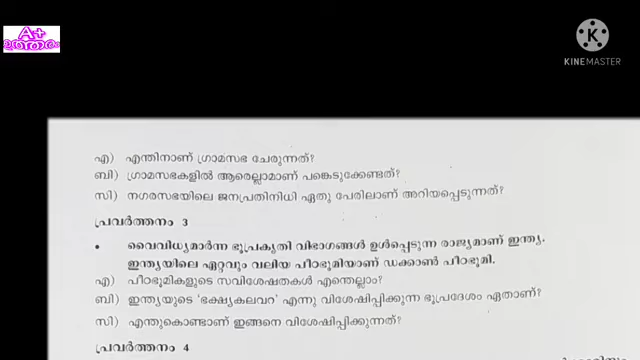 A+
ഉത്തരം
K
KINEMASTER
എ) എന്തിനാണ് ഗ്രാമസഭ ചേരുന്നത്?
ബി) ഗ്രാമസഭകളിൽ ആരെല്ലാമാണ് പങ്കെടുക്കേണ്ടത്?
സി) നഗരസഭയിലെ ജനപ്രതിനിധി ഏതു പേരിലാണ് അറിയപ്പെടുന്നത്?
പ്രവർത്തനം 3
• വൈവിധ്യമാർന്ന ഭൂപ്രകൃതി വിഭാഗങ്ങൾ ഉൾപ്പെടുന്ന രാജ്യമാണ് ഇന്ത്യ.
ഇന്ത്യയിലെ ഏറ്റവും വലിയ പീഠഭൂമിയാണ് ഡക്കാൺ പീഠഭൂമി.
എ) പീഠഭൂമികളുടെ സവിശേഷതകൾ എന്തെല്ലാം?
ബി) ഇന്ത്യയുടെ 'ഭക്ഷ്യകലവറ' എന്നു വിശേഷിപ്പിക്കുന്ന ഭൂപ്രദേശം ഏതാണ്?
സി) എന്തുകൊണ്ടാണ് ഇങ്ങനെ വിശേഷിപ്പിക്കുന്നത്?
പ്രവർത്തനം 4